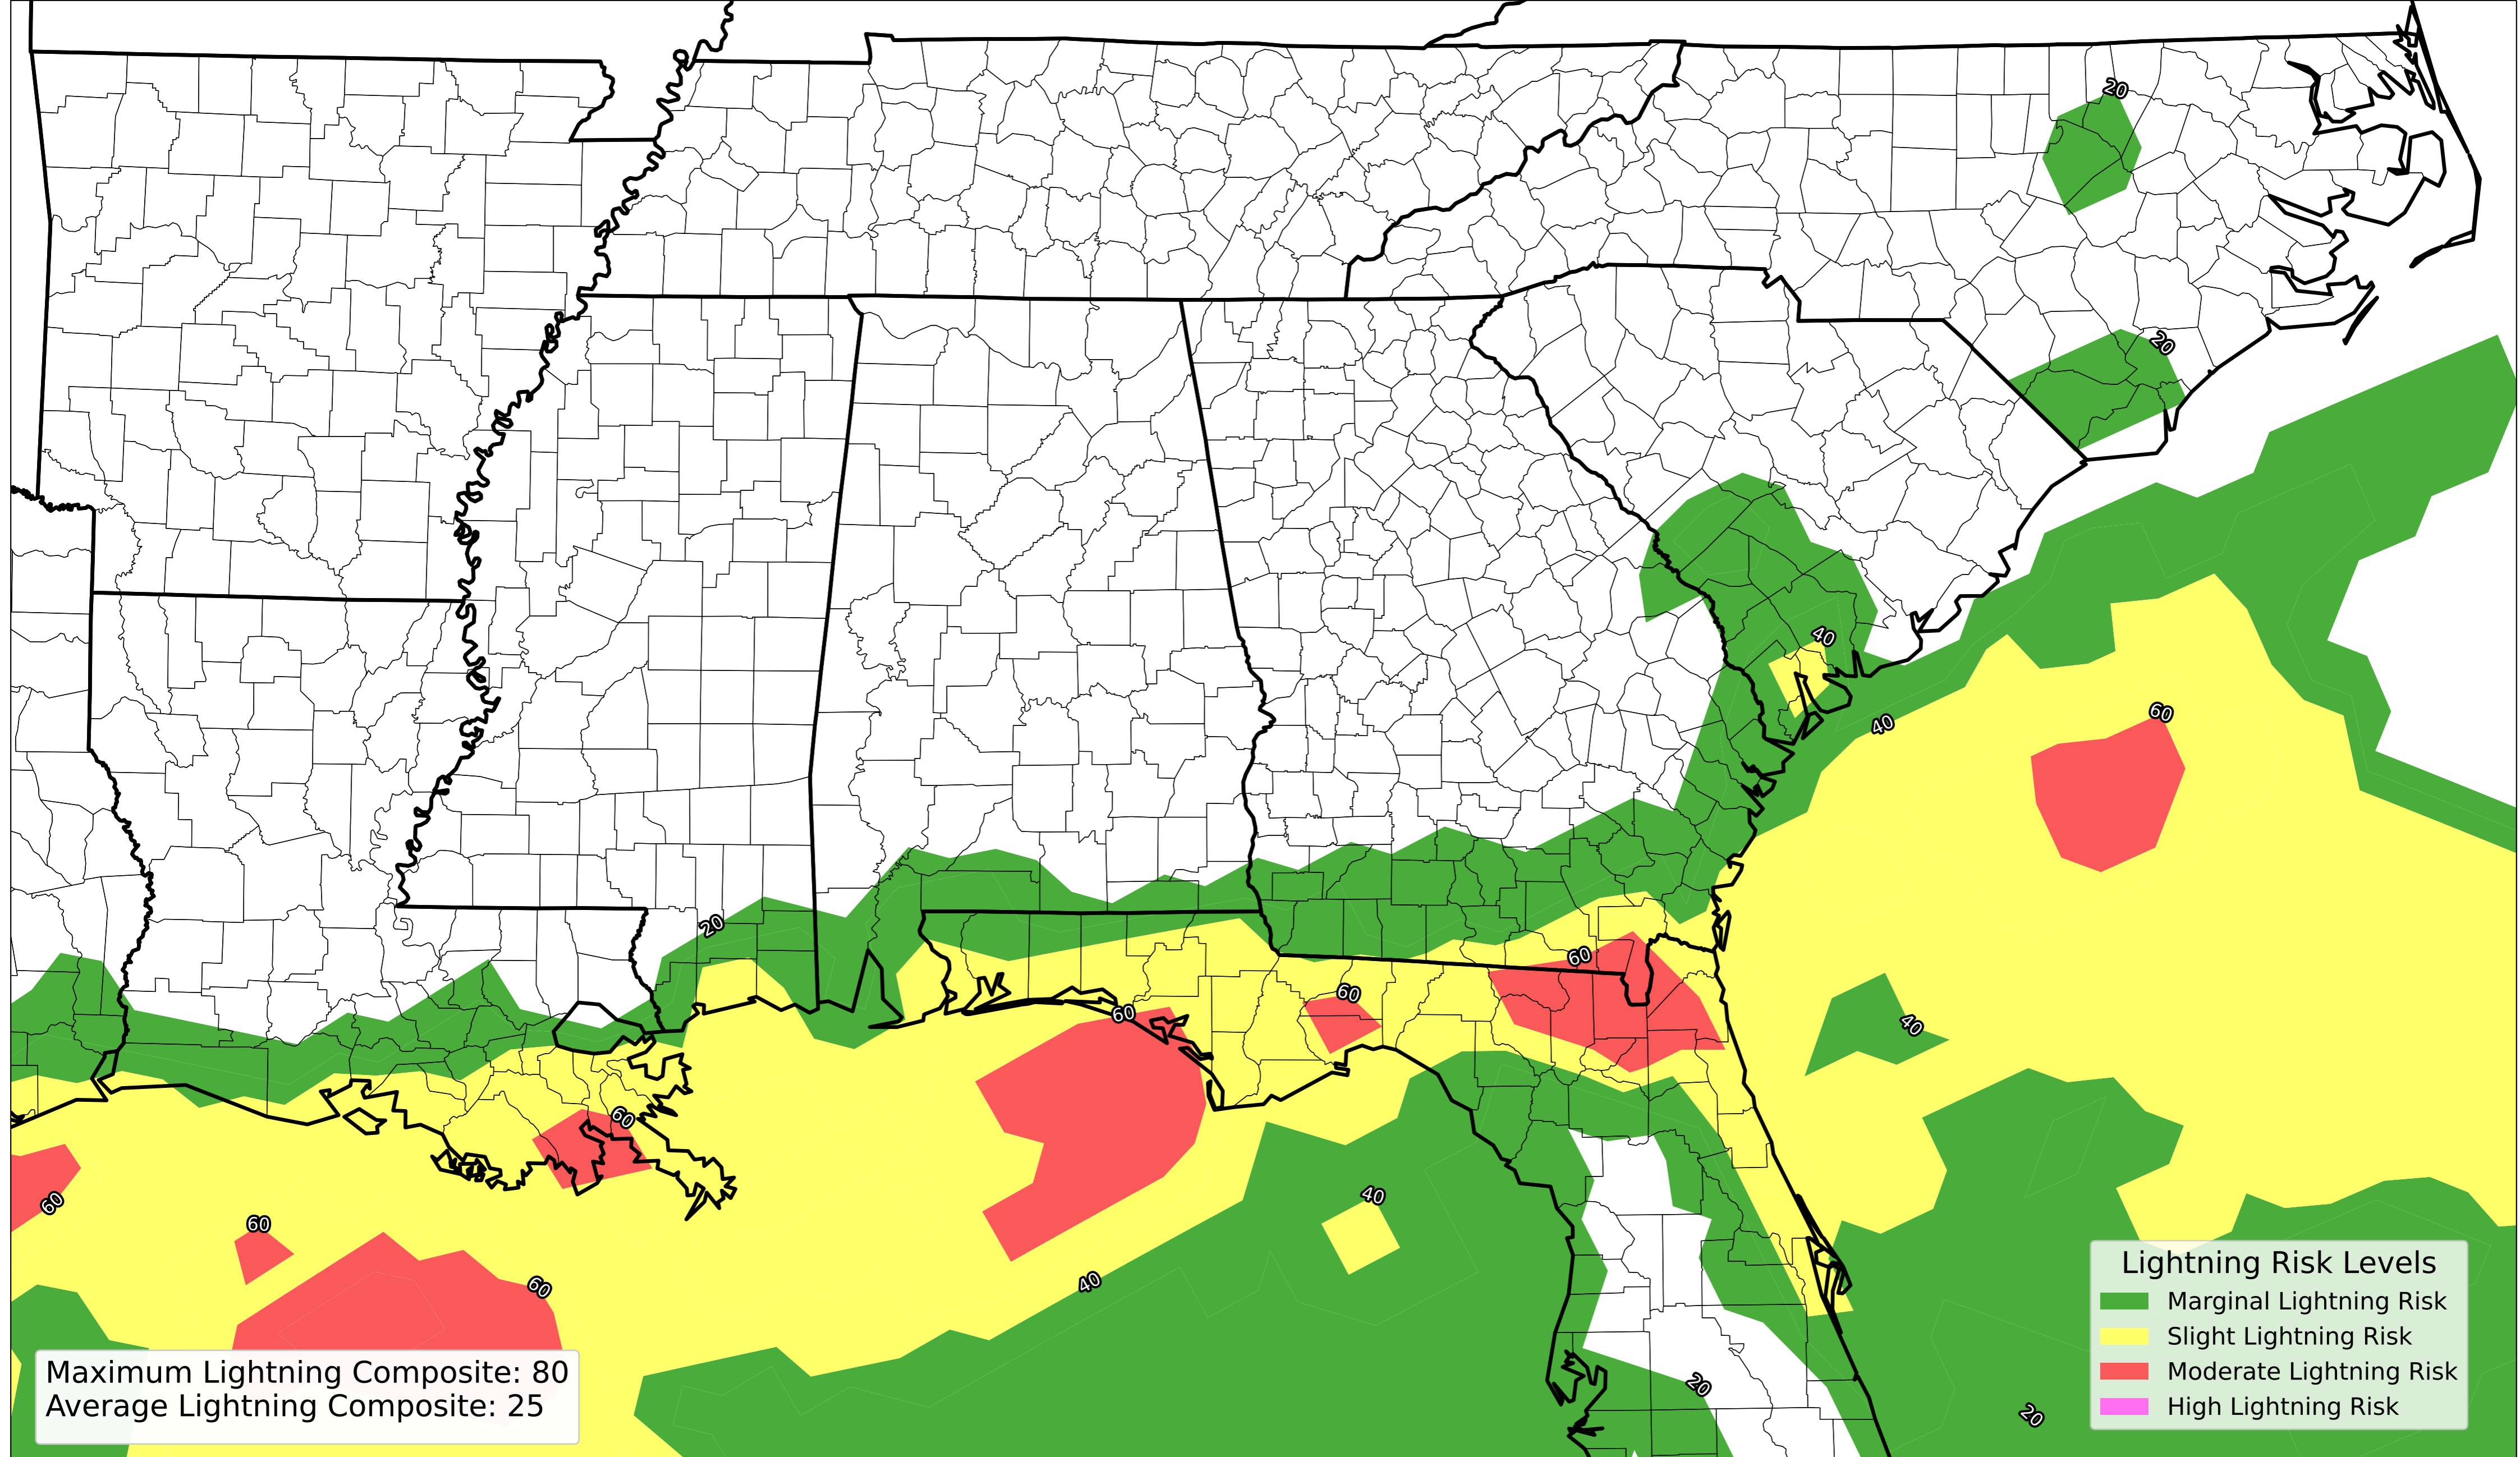 20
20
40
60
40
20
60
60
60
40
60
60
40
60
60
40
20
20
Lightning Risk Levels
Marginal Lightning Risk
Slight Lightning Risk
Moderate Lightning Risk
High Lightning Risk
Maximum Lightning Composite: 80
Average Lightning Composite: 25